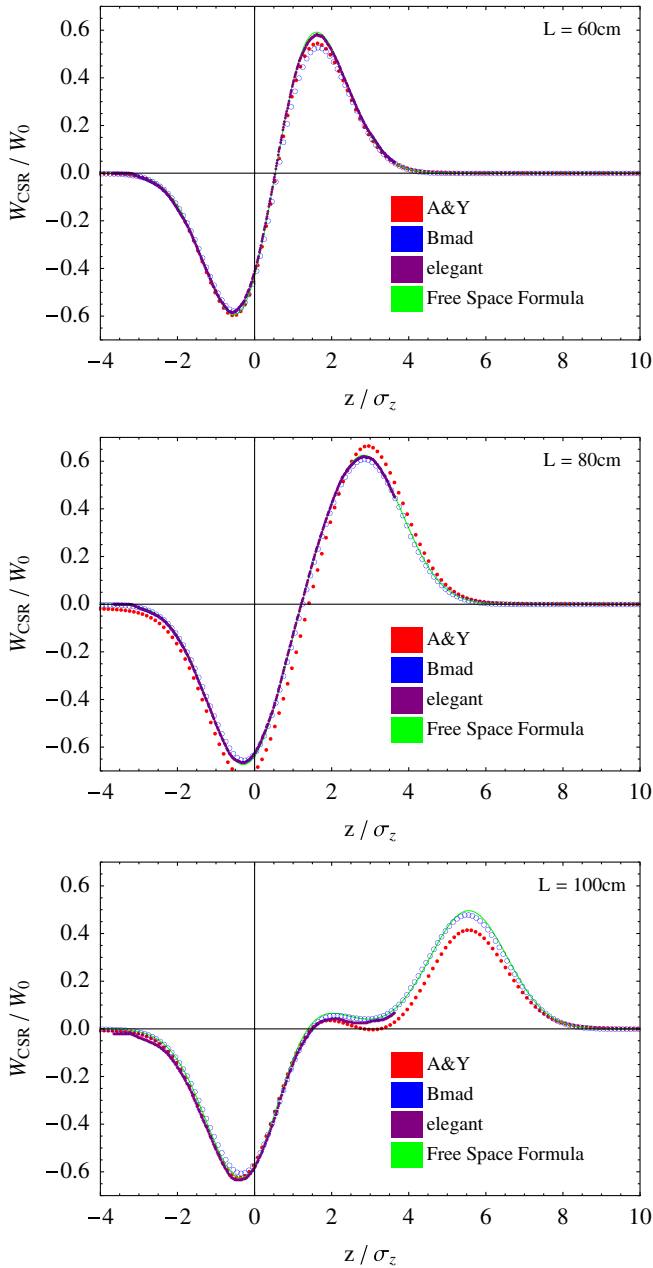 L = 60cm
0.6
0.4
0.2
0.0
−0.2
−0.4
−0.6
W_CSR / W_0
A&Y
Bmad
elegant
Free Space Formula
−4 −2 0 2 4 6 8 10
z / σ_z
L = 80cm
0.6
0.4
0.2
0.0
−0.2
−0.4
−0.6
W_CSR / W_0
A&Y
Bmad
elegant
Free Space Formula
−4 −2 0 2 4 6 8 10
z / σ_z
L = 100cm
0.6
0.4
0.2
0.0
−0.2
−0.4
−0.6
W_CSR / W_0
A&Y
Bmad
elegant
Free Space Formula
−4 −2 0 2 4 6 8 10
z / σ_z